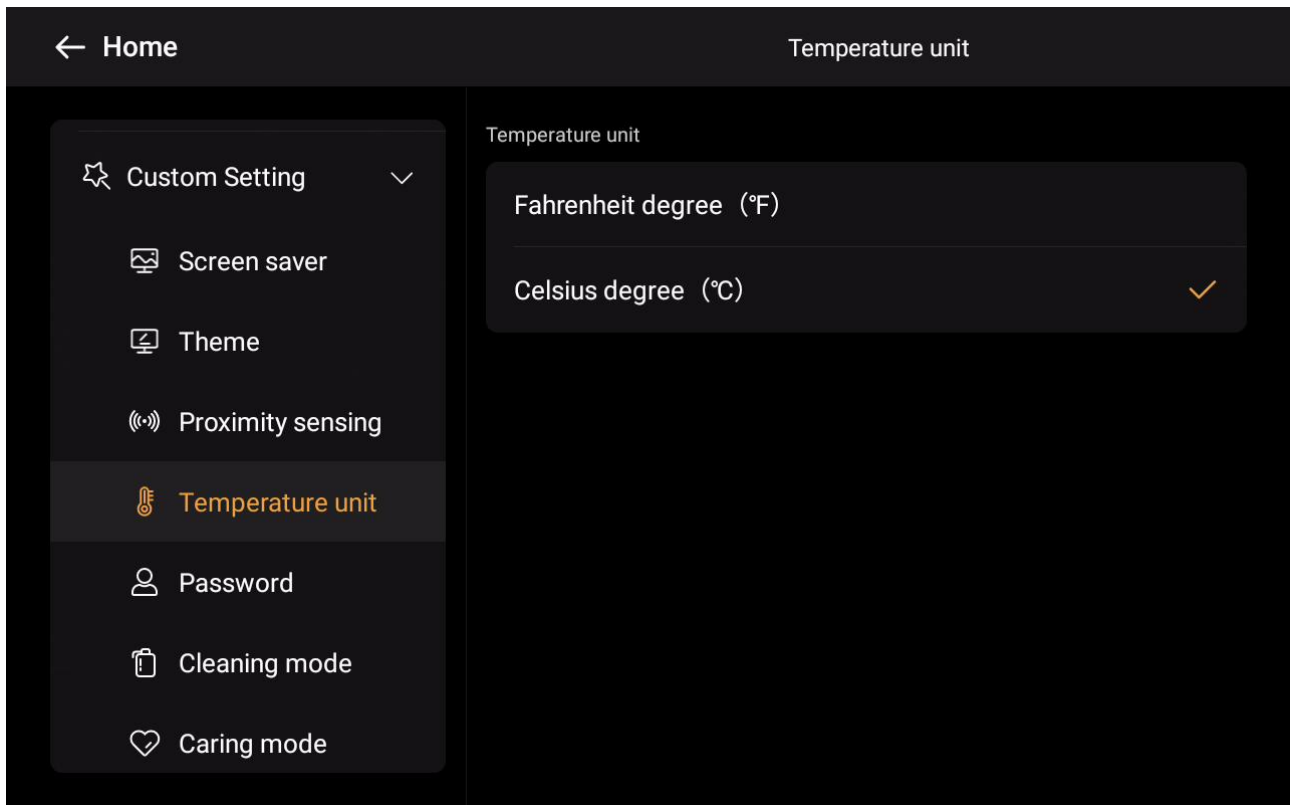 Home
Temperature unit
Custom Setting
Screen saver
Theme
Proximity sensing
Temperature unit
Password
Cleaning mode
Caring mode
Temperature unit
Fahrenheit degree（℉）
Celsius degree（℃）